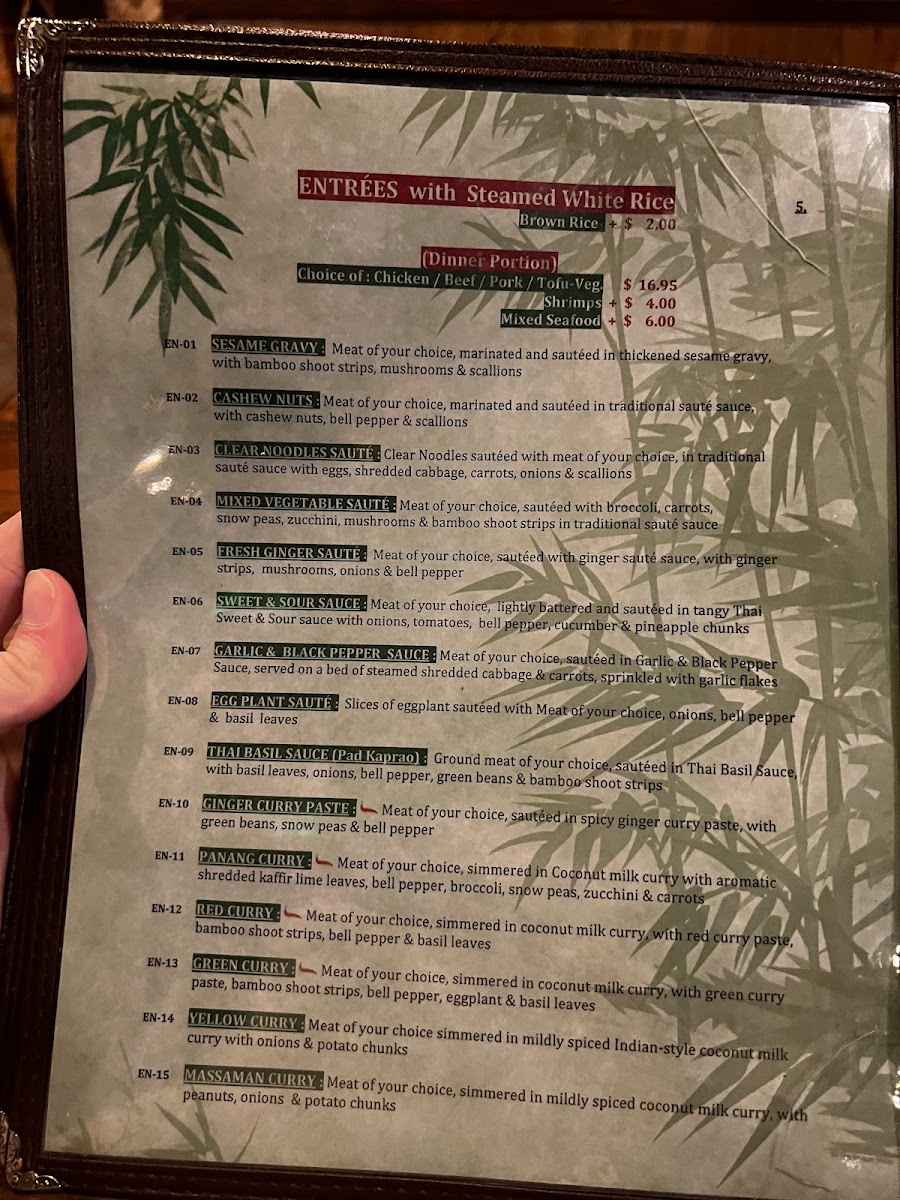 ENTRÉES with Steamed White Rice
5.
Brown Rice + $ 2.00
(Dinner Portion)
Choice of : Chicken / Beef / Pork / Tofu-Veg. $ 16.95
Shrimps + $ 4.00
Mixed Seafood + $ 6.00
EN-01 SESAME GRAVY : Meat of your choice, marinated and sautéed in thickened sesame gravy,
with bamboo shoot strips, mushrooms & scallions
EN-02 CASHEW NUTS : Meat of your choice, marinated and sautéed in traditional sauté sauce,
with cashew nuts, bell pepper & scallions
EN-03 CLEAR NOODLES SAUTÉ : Clear Noodles sautéed with meat of your choice, in traditional
sauté sauce with eggs, shredded cabbage, carrots, onions & scallions
EN-04 MIXED VEGETABLE SAUTÉ : Meat of your choice, sautéed with broccoli, carrots,
snow peas, zucchini, mushrooms & bamboo shoot strips in traditional sauté sauce
EN-05 FRESH GINGER SAUTÉ : Meat of your choice, sautéed with ginger sauté sauce, with ginger
strips, mushrooms, onions & bell pepper
EN-06 SWEET & SOUR SAUCE : Meat of your choice, lightly battered and sautéed in tangy Thai
Sweet & Sour sauce with onions, tomatoes, bell pepper, cucumber & pineapple chunks
EN-07 GARLIC & BLACK PEPPER SAUCE : Meat of your choice, sautéed in Garlic & Black Pepper
Sauce, served on a bed of steamed shredded cabbage & carrots, sprinkled with garlic flakes
EN-08 EGG PLANT SAUTÉ : Slices of eggplant sautéed with Meat of your choice, onions, bell pepper
& basil leaves
EN-09 THAI BASIL SAUCE (Pad Kaprao) : Ground meat of your choice, sautéed in Thai Basil Sauce,
with basil leaves, onions, bell pepper, green beans & bamboo shoot strips
EN-10 GINGER CURRY PASTE : Meat of your choice, sautéed in spicy ginger curry paste, with
green beans, snow peas & bell pepper
EN-11 PANANG CURRY : Meat of your choice, simmered in Coconut milk curry with aromatic
shredded kaffir lime leaves, bell pepper, broccoli, snow peas, zucchini & carrots
EN-12 RED CURRY : Meat of your choice, simmered in coconut milk curry, with red curry paste,
bamboo shoot strips, bell pepper & basil leaves
EN-13 GREEN CURRY : Meat of your choice, simmered in coconut milk curry, with green curry
paste, bamboo shoot strips, bell pepper, eggplant & basil leaves
EN-14 YELLOW CURRY : Meat of your choice simmered in mildly spiced Indian-style coconut milk
curry with onions & potato chunks
EN-15 MASSAMAN CURRY : Meat of your choice, simmered in mildly spiced coconut milk curry, with
peanuts, onions & potato chunks